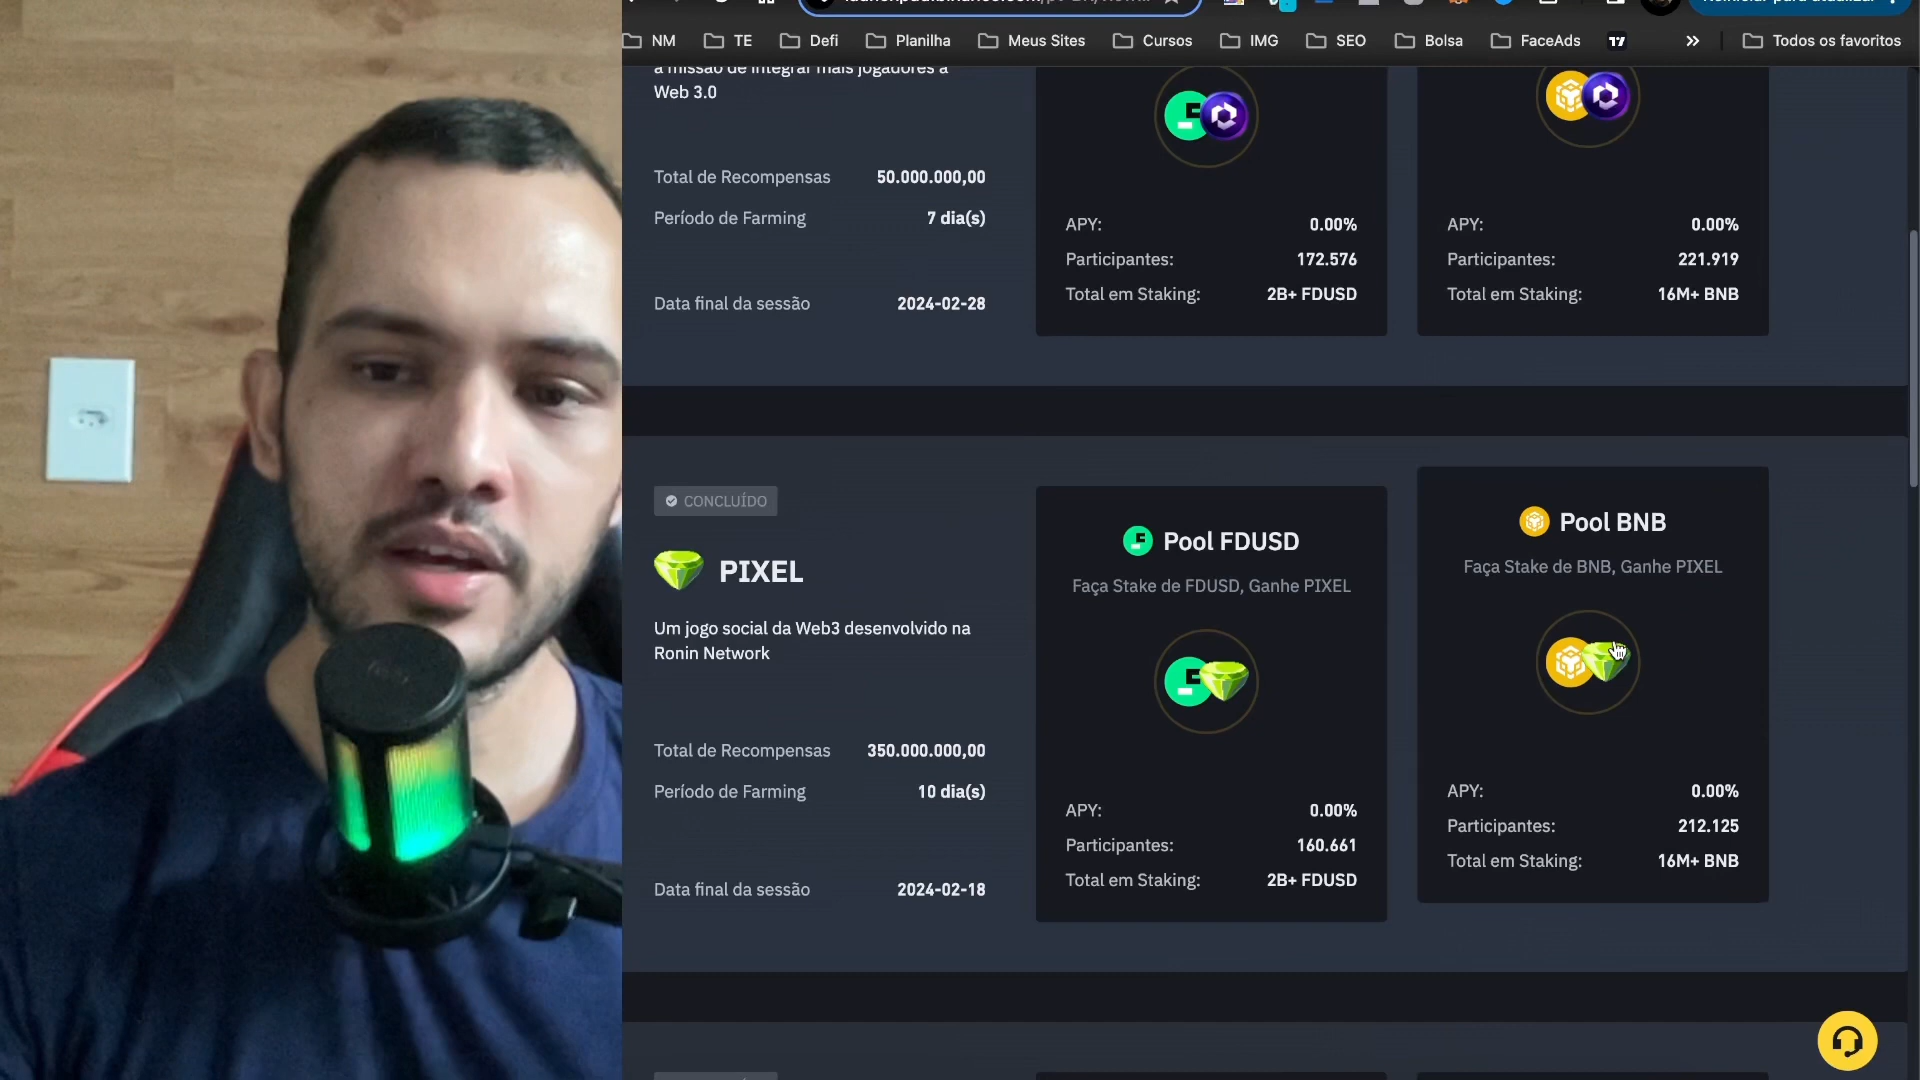 NM
TE
Defi
Planilha
Meus Sites
Cursos
IMG
SEO
Bolsa
FaceAds
Todos os favoritos
a missão de integrar mais jogadores à
Web 3.0
Total de Recompensas 50.000.000,00
Período de Farming 7 dia(s)
Data final da sessão 2024-02-28
APY: 0.00%
Participantes: 172.576
Total em Staking: 2B+ FDUSD
APY: 0.00%
Participantes: 221.919
Total em Staking: 16M+ BNB
CONCLUÍDO
PIXEL
Um jogo social da Web3 desenvolvido na
Ronin Network
Total de Recompensas 350.000.000,00
Período de Farming 10 dia(s)
Data final da sessão 2024-02-18
Pool FDUSD
Faça Stake de FDUSD, Ganhe PIXEL
APY: 0.00%
Participantes: 160.661
Total em Staking: 2B+ FDUSD
Pool BNB
Faça Stake de BNB, Ganhe PIXEL
APY: 0.00%
Participantes: 212.125
Total em Staking: 16M+ BNB